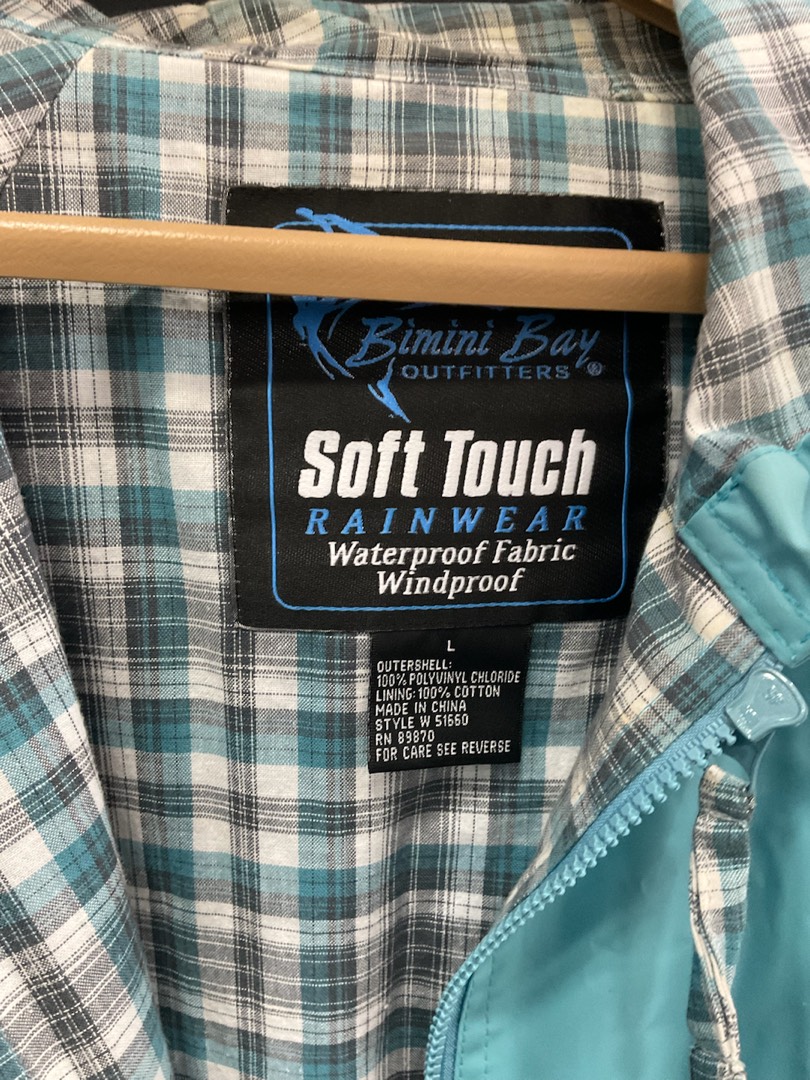 Bimini Bay
OUTFITTERS®
Soft Touch
RAINWEAR
Waterproof Fabric
Windproof
L
OUTERSHELL:
100% POLYVINYL CHLORIDE
LINING: 100% COTTON
MADE IN CHINA
STYLE W 51560
RN 89870
FOR CARE SEE REVERSE